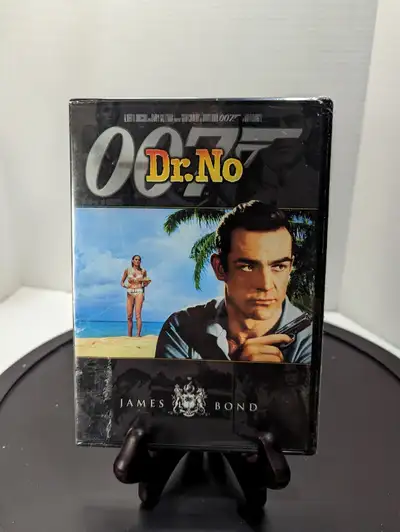 007
Dr. No
JAMES BOND